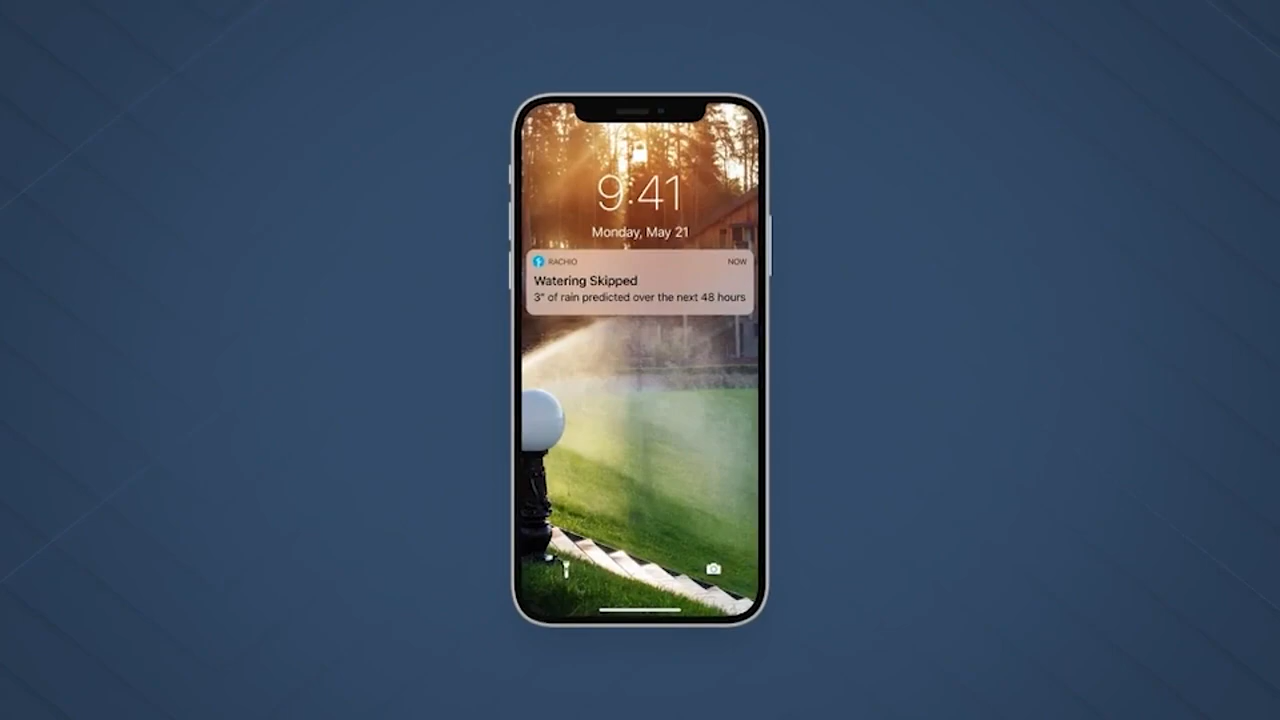 9:41
Monday, May 21
RACHIO NOW
Watering Skipped
3" of rain predicted over the next 48 hours